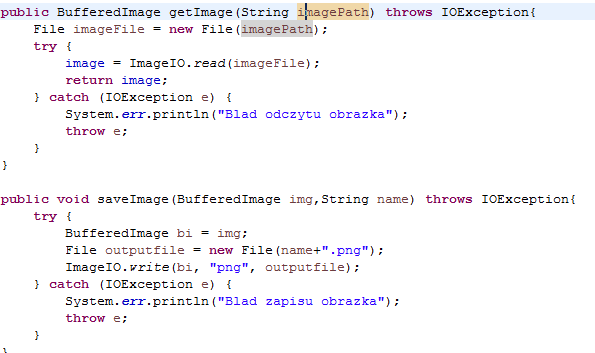 public BufferedImage getImage(String imagePath) throws IOException{
File imageFile = new File(imagePath);
try {
image = ImageIO.read(imageFile);
return image;
} catch (IOException e) {
System.err.println("Blad odczytu obrazka");
throw e;
}
}
public void saveImage(BufferedImage img,String name) throws IOException{
try {
BufferedImage bi = img;
File outputfile = new File(name+".png");
ImageIO.write(bi, "png", outputfile);
} catch (IOException e) {
System.err.println("Blad zapisu obrazka");
throw e;
}
}